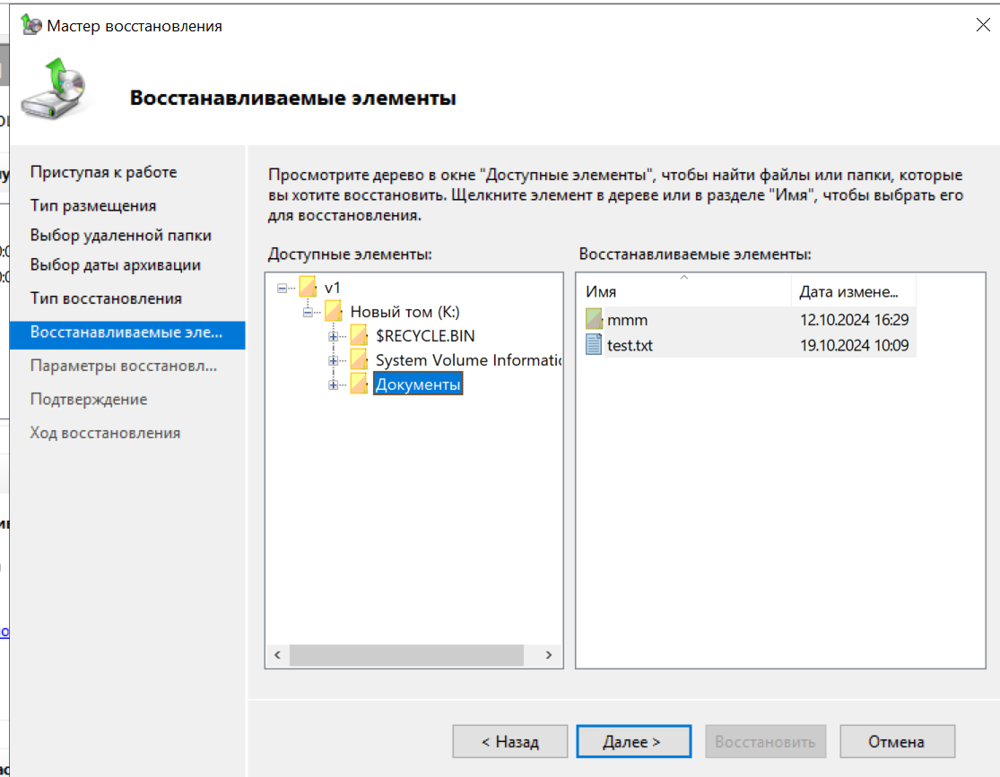 Мастер восстановления
Восстанавливаемые элементы
Приступая к работе
Тип размещения
Выбор удаленной папки
Выбор даты архивации
Тип восстановления
Восстанавливаемые эле...
Параметры восстановл...
Подтверждение
Ход восстановления
Просмотрите дерево в окне "Доступные элементы", чтобы найти файлы или папки, которые
вы хотите восстановить. Щелкните элемент в дереве или в разделе "Имя", чтобы выбрать его
для восстановления.
Доступные элементы:
v1
Новый том (K:)
$RECYCLE.BIN
System Volume Informatio
Документы
Восстанавливаемые элементы:
Имя Дата измене...
mmm 12.10.2024 16:29
test.txt 19.10.2024 10:09
< Назад
Далее >
Восстановить
Отмена